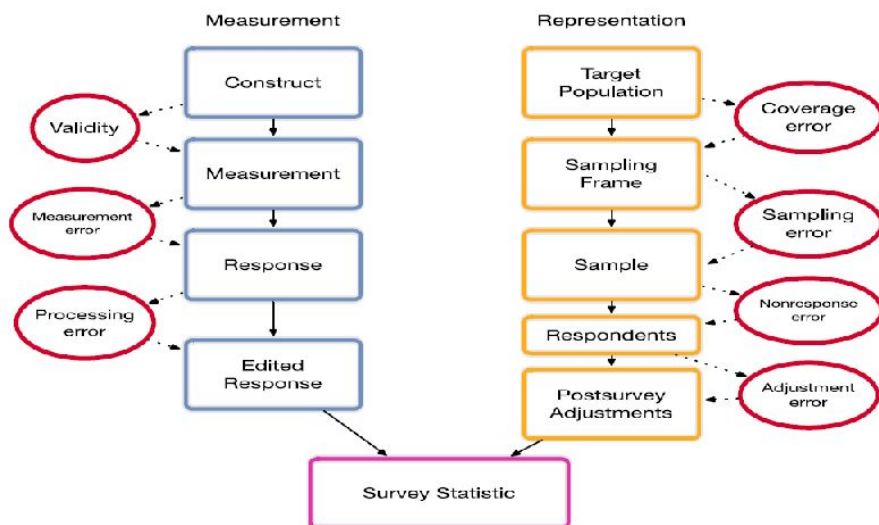 Measurement
Representation
Construct
Target
Population
Validity
Coverage
error
Measurement
Sampling
Frame
Measurement
error
Sampling
error
Response
Sample
Processing
error
Nonresponse
error
Respondents
Edited
Response
Postsurvey
Adjustments
Adjustment
error
Survey Statistic